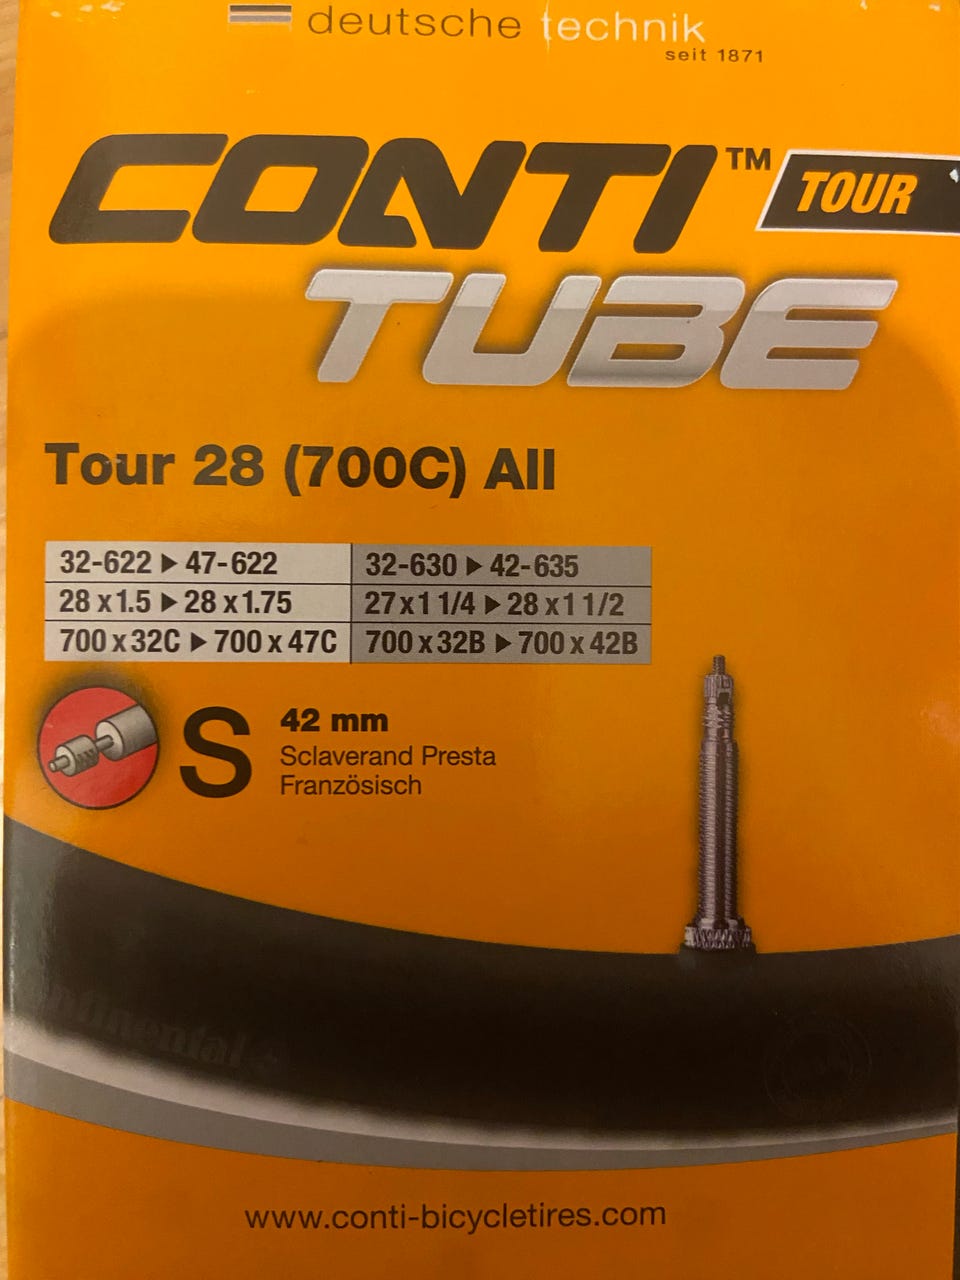 deutsche technik
seit 1871
CONTI™ TOUR
TUBE
Tour 28 (700C) All
32-622 ▶ 47-622 32-630 ▶ 42-635
28 x 1.5 ▶ 28 x 1.75 27 x 1 1/4 ▶ 28 x 1 1/2
700 x 32C ▶ 700 x 47C 700 x 32B ▶ 700 x 42B
S 42 mm
Sclaverand Presta
Französisch
ntinental
www.conti-bicycletires.com